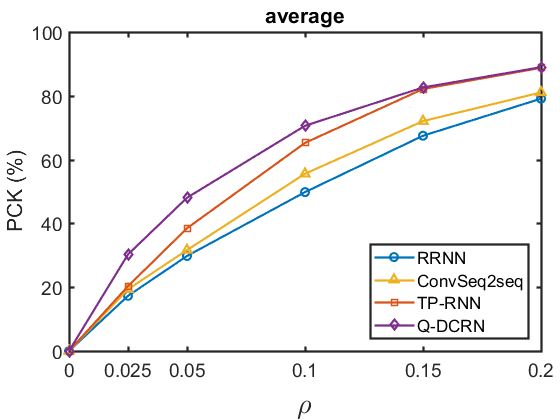 average
PCK (%)
100
80
60
40
20
0
0 0.025 0.05 0.1 0.15 0.2
ρ
RRNN
ConvSeq2seq
TP-RNN
Q-DCRN